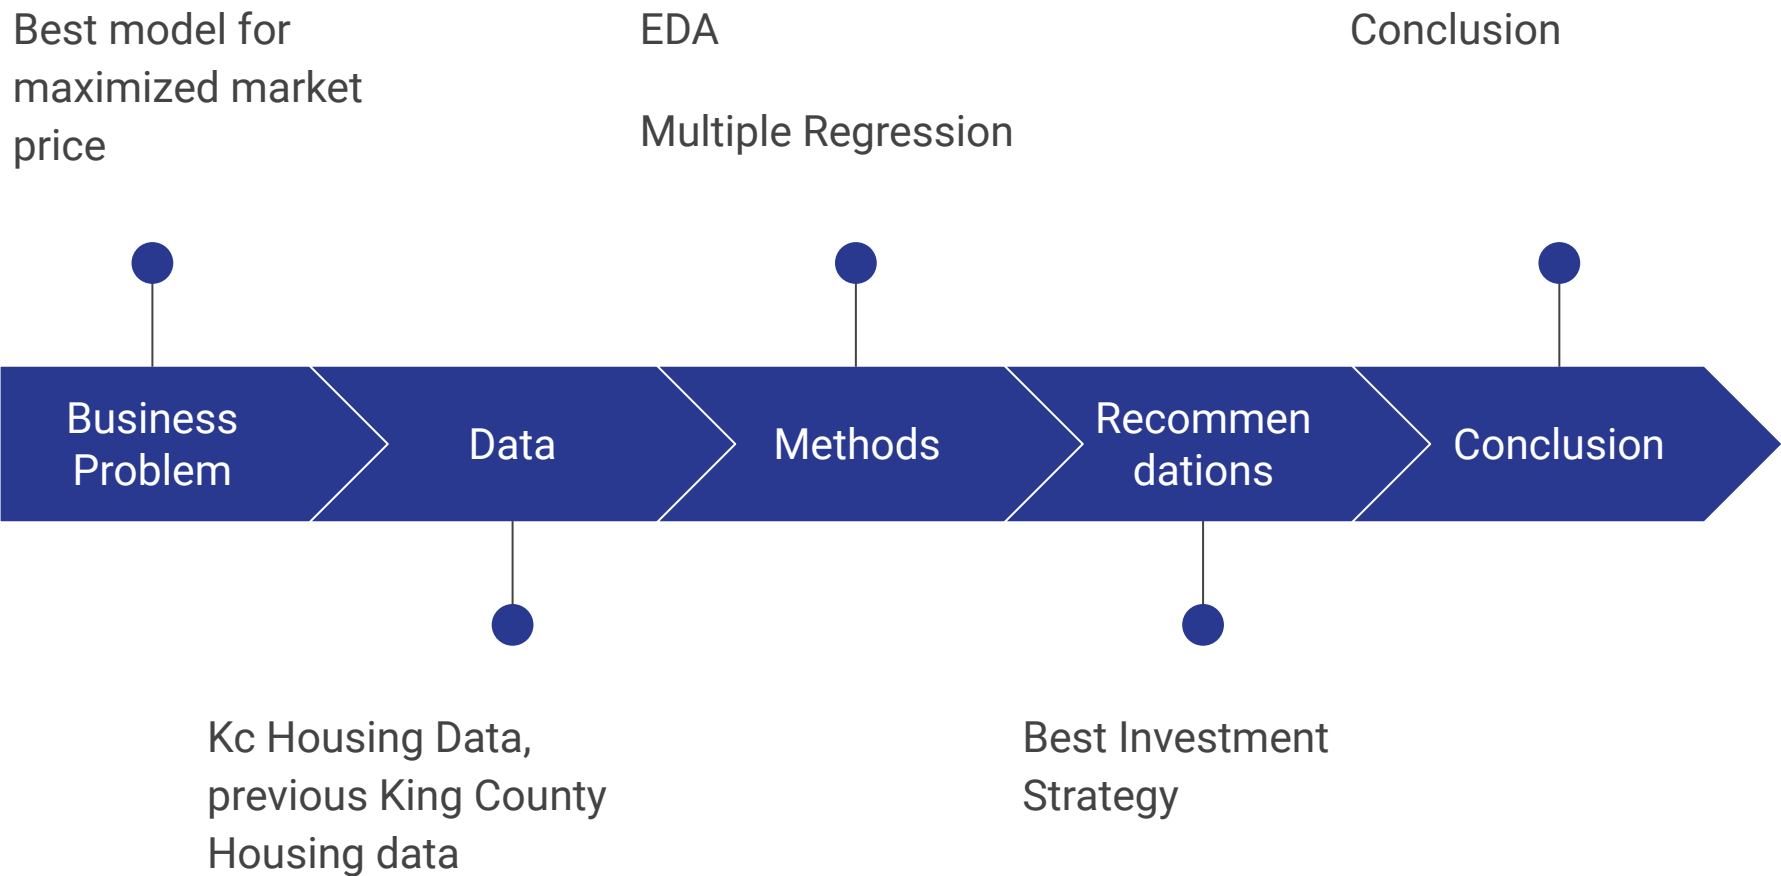 Best model for
maximized market
price
EDA
Multiple Regression
Conclusion
Business
Problem
Data
Methods
Recommen
dations
Conclusion
Kc Housing Data,
previous King County
Housing data
Best Investment
Strategy